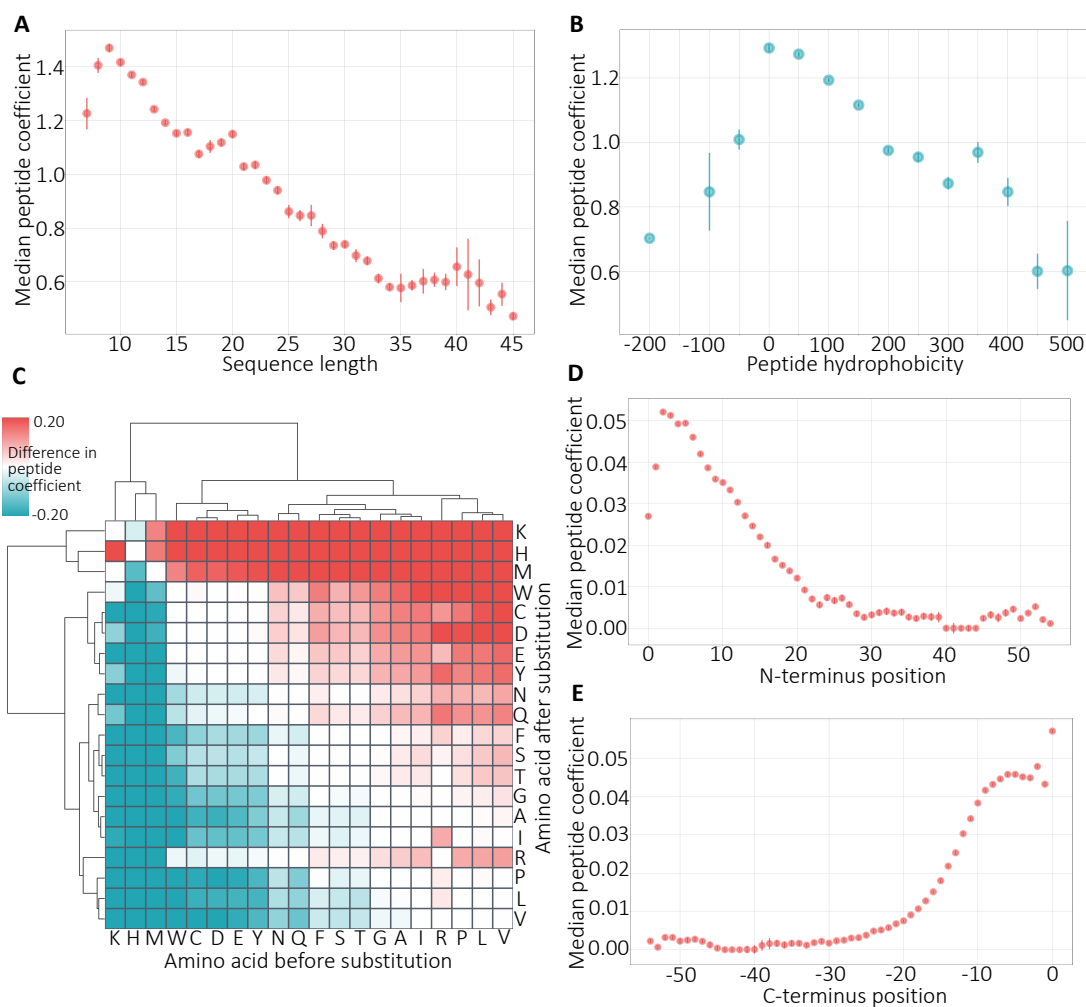 A
Median peptide coefficient
1.4
1.2
1.0
0.8
0.6
10 15 20 25 30 35 40 45
Sequence length
B
Median peptide coefficient
1.2
1.0
0.8
0.6
-200 -100 0 100 200 300 400 500
Peptide hydrophobicity
C
0.20
Difference in
peptide
coefficient
-0.20
K
H
M
W
C
D
E
Y
N
Q
F
S
T
G
A
I
R
P
L
V
Amino acid after substitution
K H M W C D E Y N Q F S T G A I R P L V
Amino acid before substitution
D
Median peptide coefficient
0.05
0.04
0.03
0.02
0.01
0.00
0 10 20 30 40 50
N-terminus position
E
Median peptide coefficient
0.05
0.04
0.03
0.02
0.01
0.00
-50 -40 -30 -20 -10 0
C-terminus position